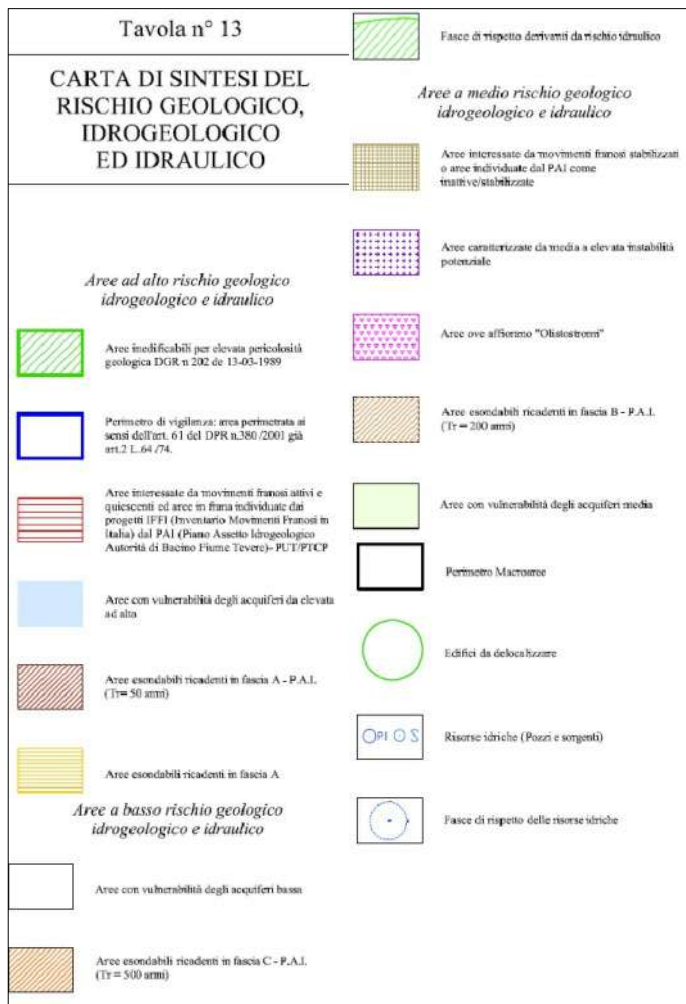 Tavola n° 13
CARTA DI SINTESI DEL
RISCHIO GEOLOGICO,
IDROGEOLOGICO
ED IDRAULICO
Aree ad alto rischio geologico
idrogeologico e idraulico
Aree inedificabili per elevata pericolosità
geologica DGR n 202 de 13-03-1989
Perimetro di vigilanza: area perimetrata ai
sensi dell'art. 61 del DPR n.380 /2001 già
art.2 L.64 /74.
Aree interessate da movimenti franosi attivi e
quiescenti ed aree in frana individuate dai
progetti IFFI (Inventario Movimenti Franosi in
Italia) dal PAI (Piano Assetto Idrogeologico
Autorità di Bacino Fiume Tevere)- PUT/PTCP
Aree con vulnerabilità degli acquiferi da elevata
ad alta
Aree esondabili ricadenti in fascia A - P.A.I.
(Tr= 50 anni)
Aree esondabili ricadenti in fascia A
Aree a basso rischio geologico
idrogeologico e idraulico
Aree con vulnerabilità degli acquiferi bassa
Aree esondabili ricadenti in fascia C - P.A.I.
(Tr = 500 anni)
Fasce di rispetto derivanti da rischio idraulico
Aree a medio rischio geologico
idrogeologico e idraulico
Aree interessate da movimenti franosi stabilizzati
o aree individuate dal PAI come
inattive/stabilizzate
Aree caratterizzate da media a elevata instabilità
potenziale
Aree ove affiorano "Olistostromi"
Aree esondabili ricadenti in fascia B - P.A.I.
(Tr = 200 anni)
Aree con vulnerabilità degli acquiferi media
Perimetro Macroaree
Edifici da delocalizzare
PI S
Risorse idriche (Pozzi e sorgenti)
Fasce di rispetto delle risorse idriche